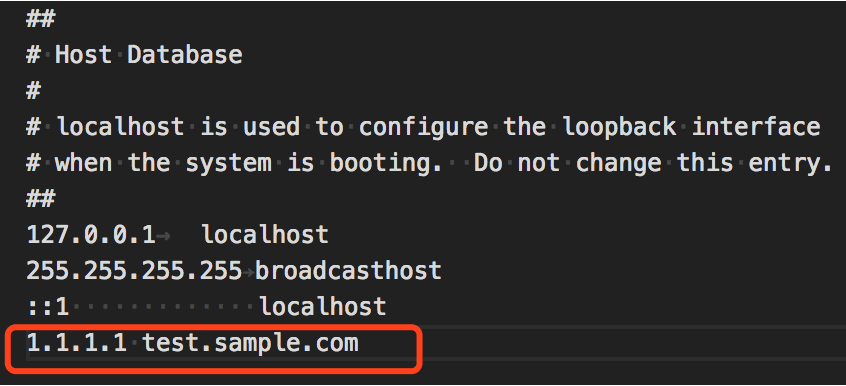 ##
# Host Database
#
# localhost is used to configure the loopback interface
# when the system is booting.  Do not change this entry.
##
127.0.0.1	localhost
255.255.255.255	broadcasthost
::1             localhost
1.1.1.1 test.sample.com